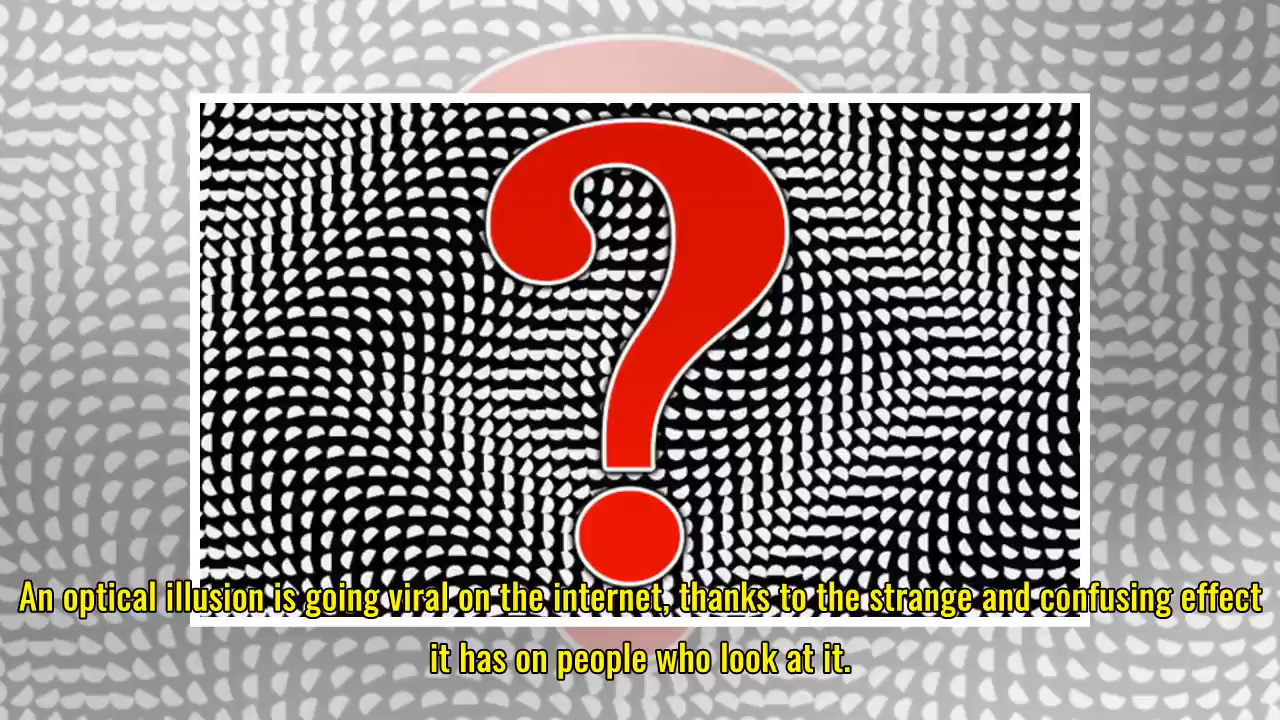 An optical illusion is going viral on the internet, thanks to the strange and confusing effect
it has on people who look at it.